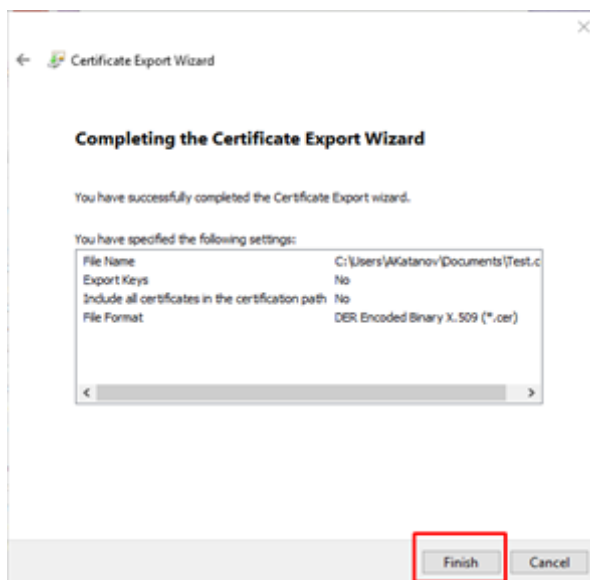 Certificate Export Wizard
Completing the Certificate Export Wizard
You have successfully completed the Certificate Export wizard.
You have specified the following settings:
File Name C:\Users\AKatanov\Documents\Test.c
Export Keys No
Include all certificates in the certification path No
File Format DER Encoded Binary X.509 (*.cer)
Finish Cancel